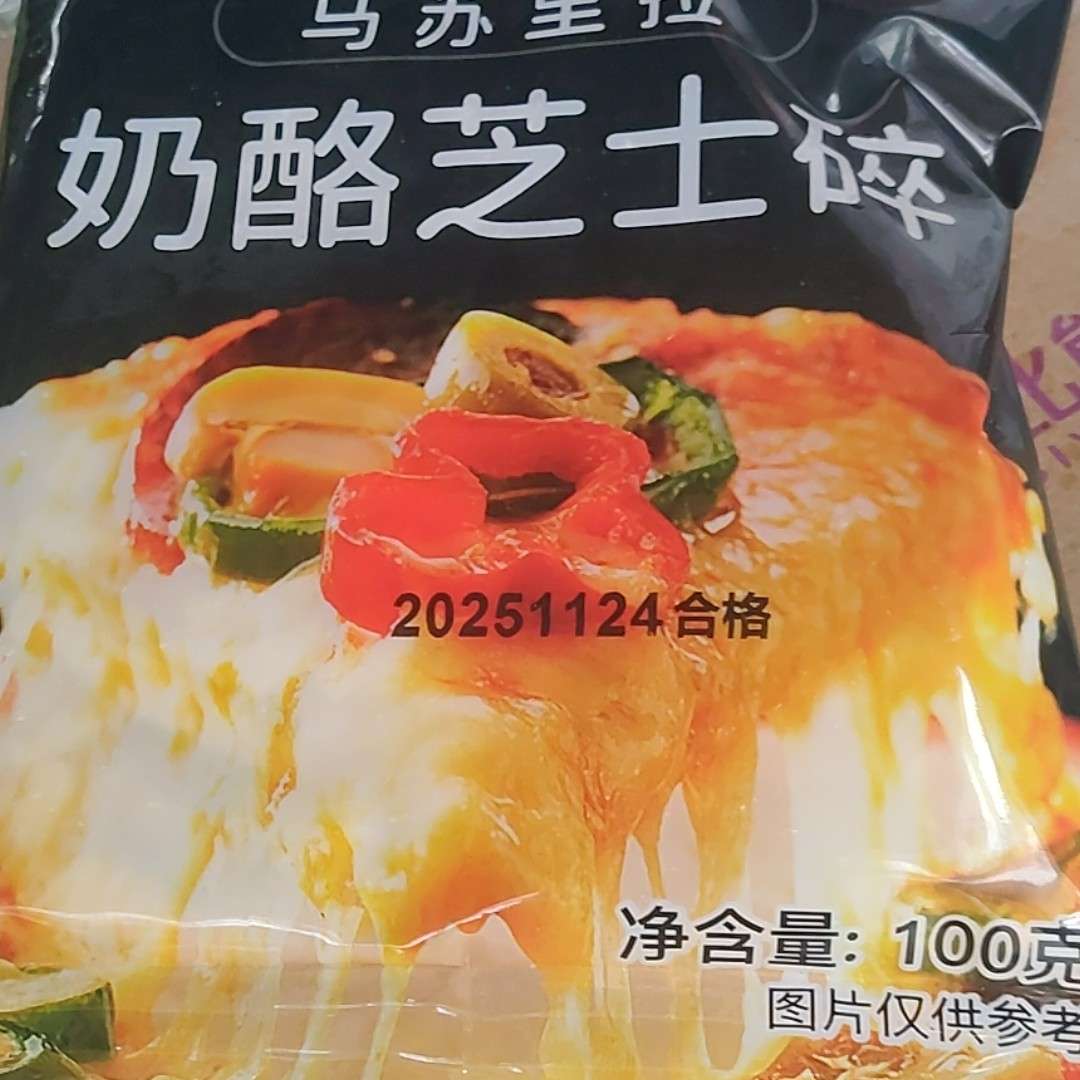 马苏里拉
奶酪芝士碎
20251124合格
净含量: 100克
图片仅供参考